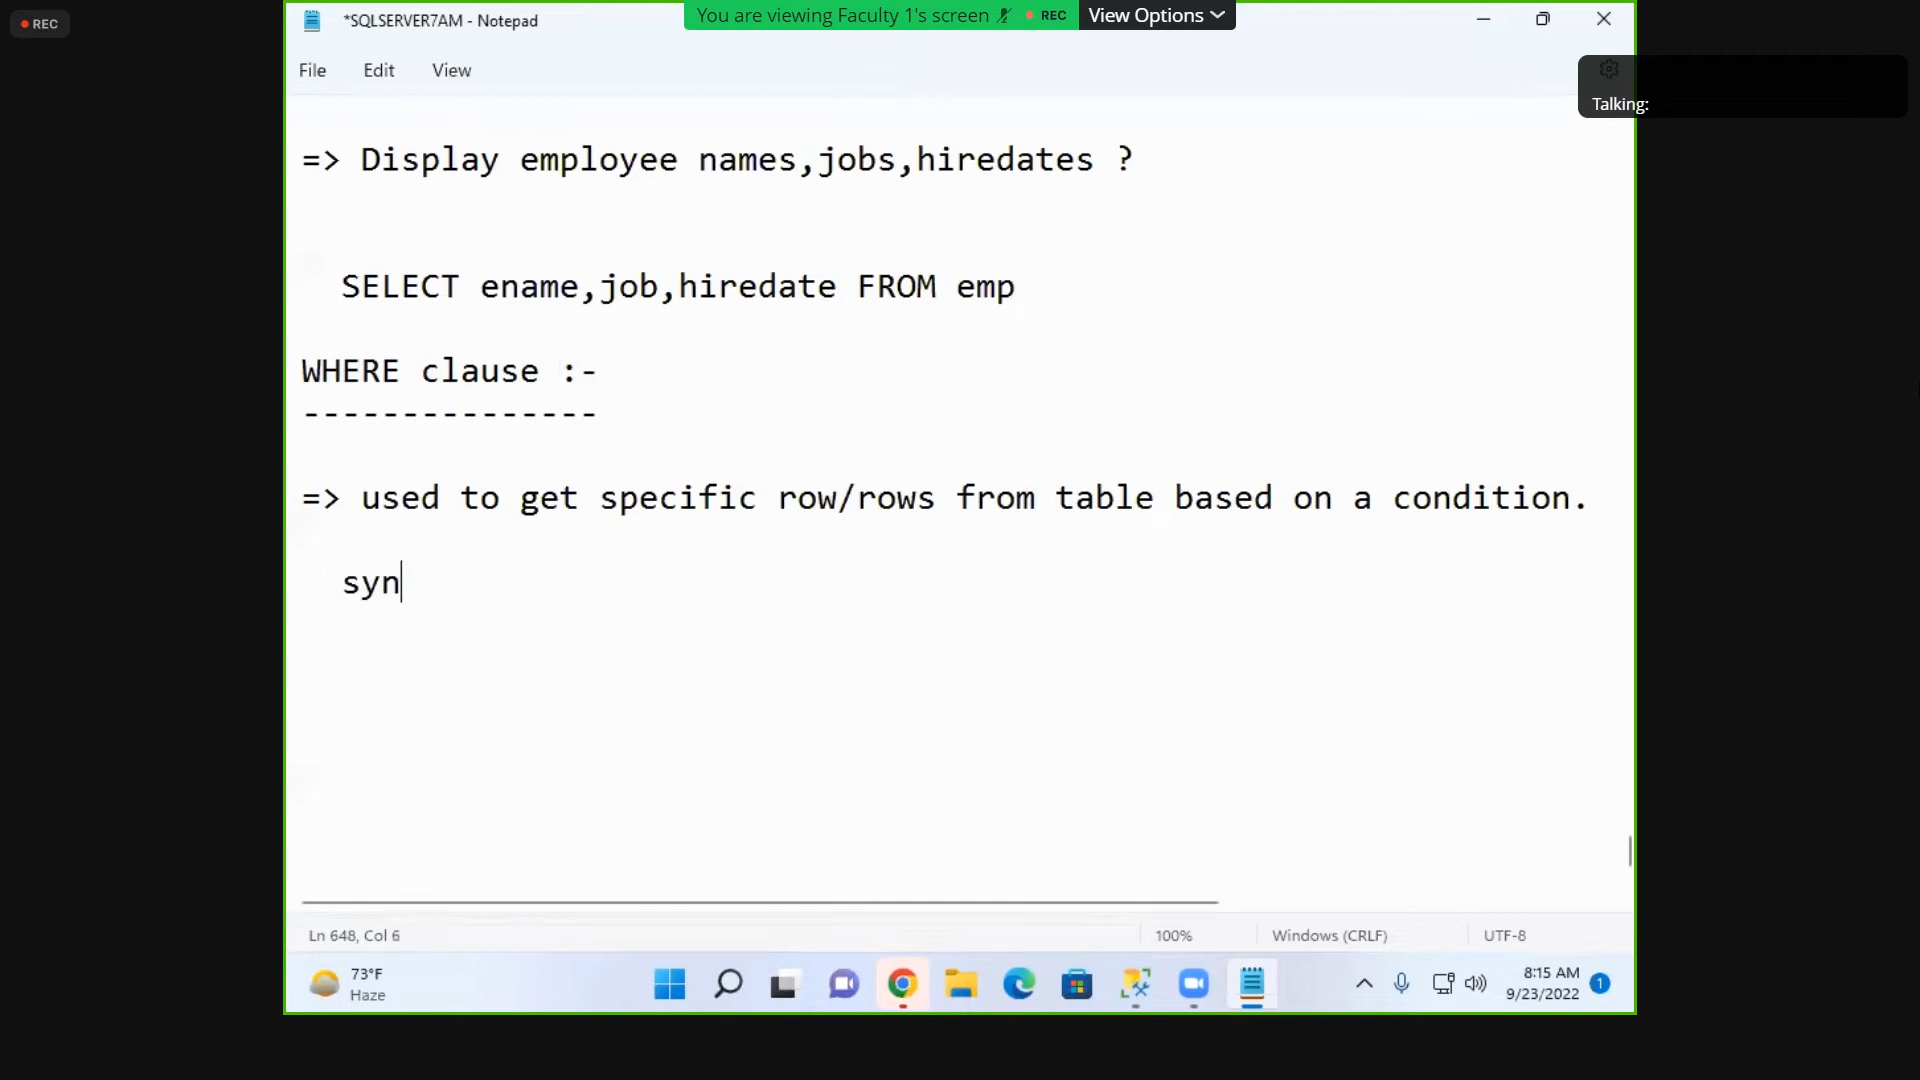 REC
*SQLSERVER7AM - Notepad
You are viewing Faculty 1's screen REC View Options
File Edit View
Talking:
=> Display employee names,jobs,hiredates ?
SELECT ename,job,hiredate FROM emp
WHERE clause :-
---------------
=> used to get specific row/rows from table based on a condition.
syn
Ln 648, Col 6 100% Windows (CRLF) UTF-8
73°F
Haze
8:15 AM
9/23/2022
1